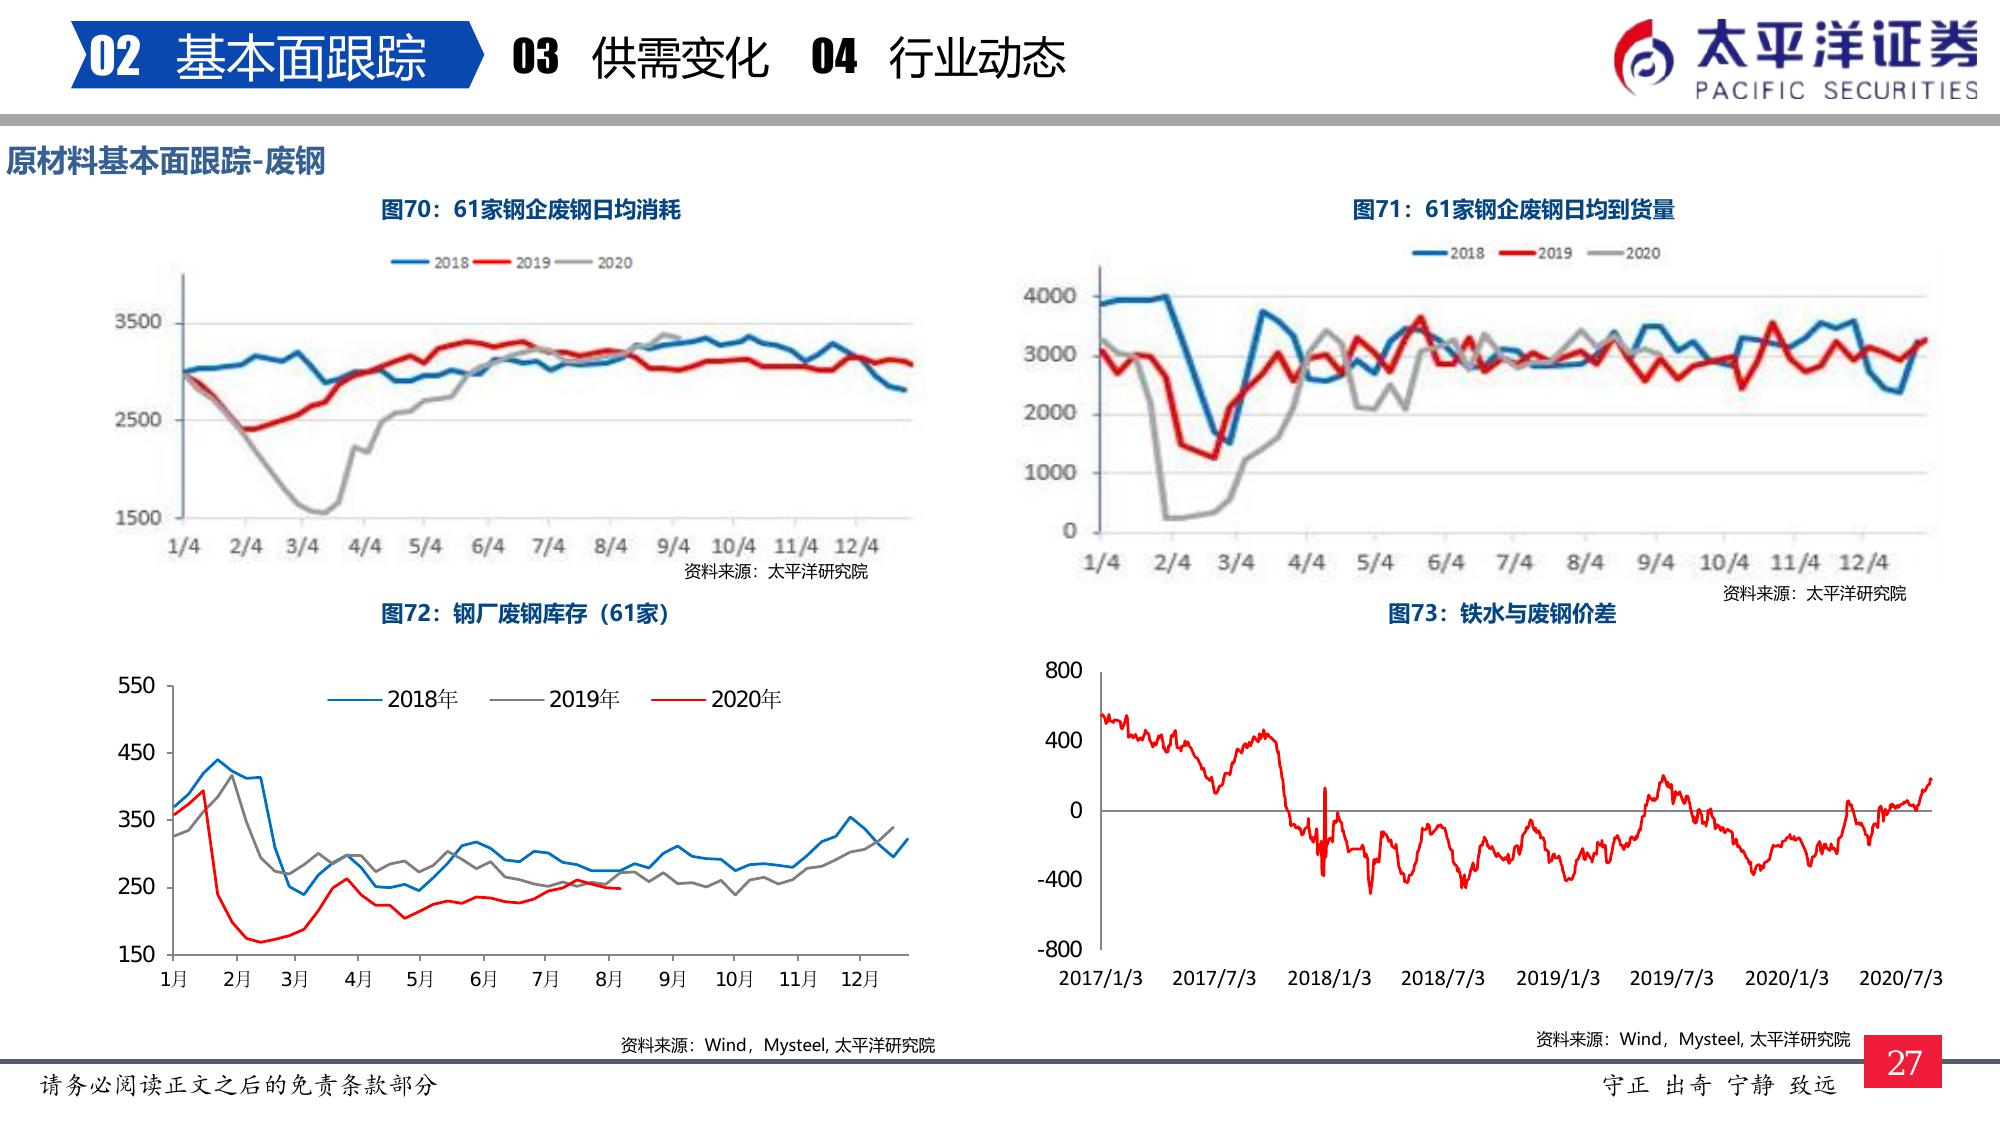 02 基本面跟踪 03 供需变化 04 行业动态
太平洋证券
PACIFIC SECURITIES
原材料基本面跟踪-废钢
图70：61家钢企废钢日均消耗
2018 2019 2020
3500
2500
1500
1/4 2/4 3/4 4/4 5/4 6/4 7/4 8/4 9/4 10/4 11/4 12/4
资料来源：太平洋研究院
图71：61家钢企废钢日均到货量
2018 2019 2020
4000
3000
2000
1000
0
1/4 2/4 3/4 4/4 5/4 6/4 7/4 8/4 9/4 10/4 11/4 12/4
资料来源：太平洋研究院
图72：钢厂废钢库存（61家）
2018年 2019年 2020年
550
450
350
250
150
1月 2月 3月 4月 5月 6月 7月 8月 9月 10月 11月 12月
资料来源：Wind，Mysteel, 太平洋研究院
图73：铁水与废钢价差
800
400
0
-400
-800
2017/1/3 2017/7/3 2018/1/3 2018/7/3 2019/1/3 2019/7/3 2020/1/3 2020/7/3
资料来源：Wind，Mysteel, 太平洋研究院
请务必阅读正文之后的免责条款部分
守正 出奇 宁静 致远
27